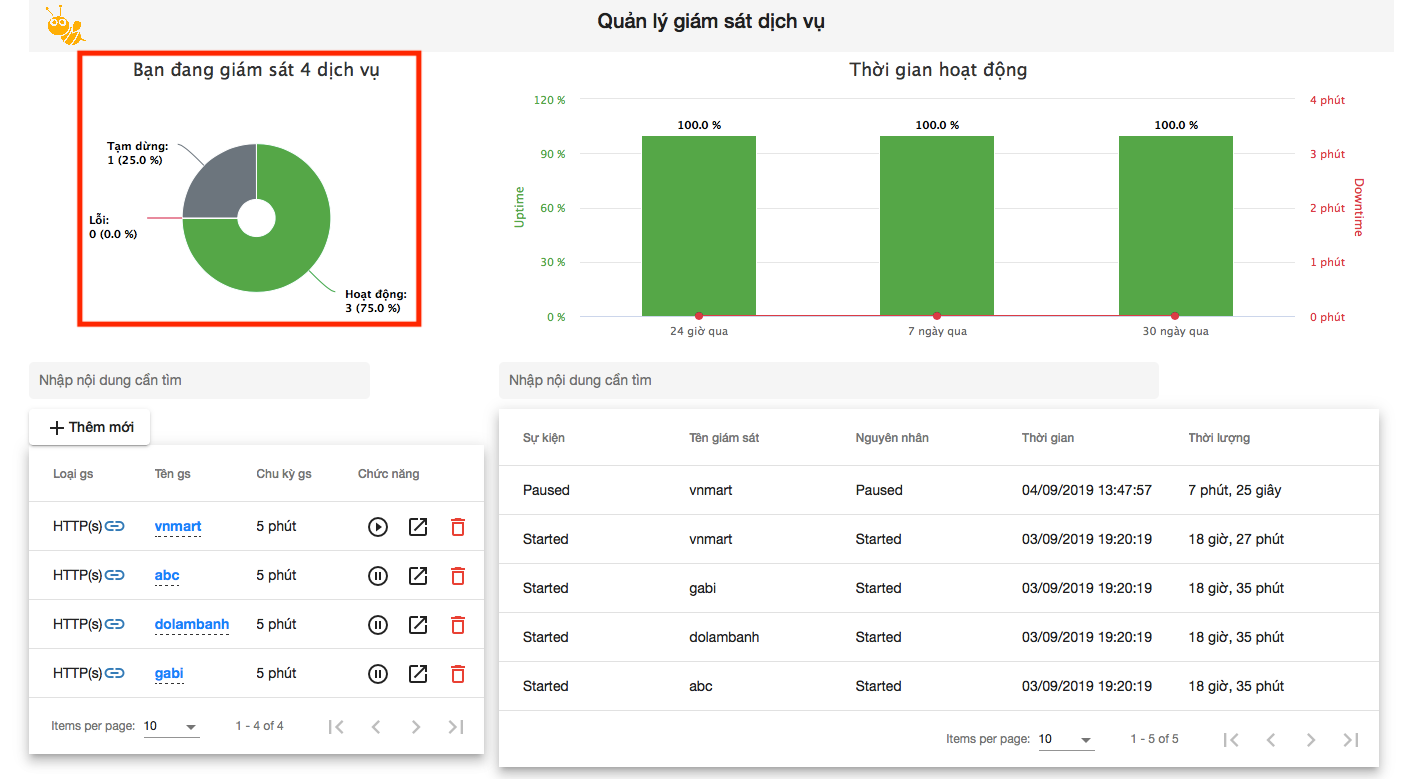 Quản lý giám sát dịch vụ
Bạn đang giám sát 4 dịch vụ
Tạm dừng:
1 (25.0 %)
Lỗi:
0 (0.0 %)
Hoạt động:
3 (75.0 %)
Thời gian hoạt động
120 %
90 %
60 %
30 %
0 %
Uptime
100.0 % 100.0 % 100.0 %
24 giờ qua 7 ngày qua 30 ngày qua
4 phút
3 phút
2 phút
1 phút
0 phút
Downtime
Nhập nội dung cần tìm
Thêm mới
Loại gs Tên gs Chu kỳ gs Chức năng
HTTP(s) vnmart 5 phút
HTTP(s) abc 5 phút
HTTP(s) dolambanh 5 phút
HTTP(s) gabi 5 phút
Items per page: 10 1 - 4 of 4
Nhập nội dung cần tìm
Sự kiện Tên giám sát Nguyên nhân Thời gian Thời lượng
Paused vnmart Paused 04/09/2019 13:47:57 7 phút, 25 giây
Started vnmart Started 03/09/2019 19:20:19 18 giờ, 27 phút
Started gabi Started 03/09/2019 19:20:19 18 giờ, 35 phút
Started dolambanh Started 03/09/2019 19:20:19 18 giờ, 35 phút
Started abc Started 03/09/2019 19:20:19 18 giờ, 35 phút
Items per page: 10 1 - 5 of 5